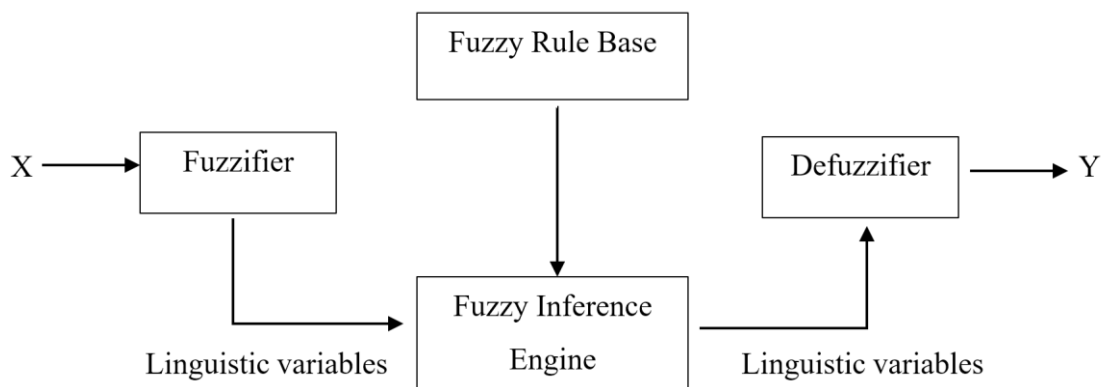 Fuzzy Rule Base
X
Fuzzifier
Defuzzifier
Y
Fuzzy Inference
Engine
Linguistic variables
Linguistic variables